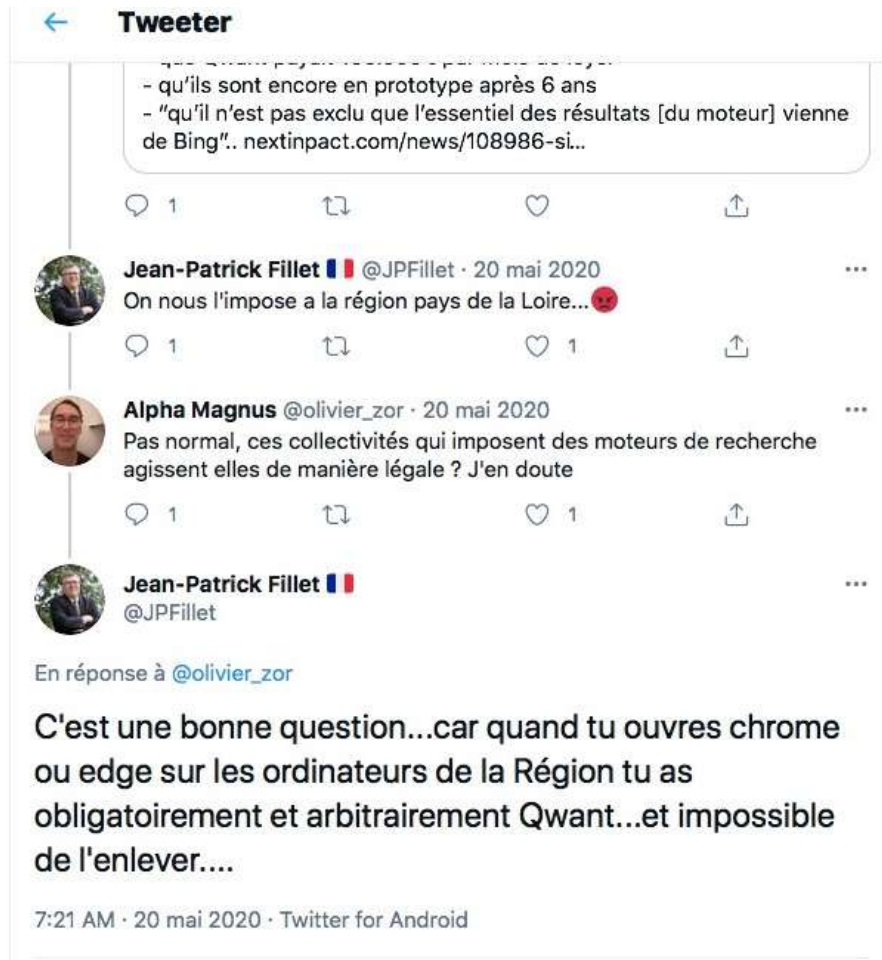 Tweeter
- qu'ils sont encore en prototype après 6 ans
- "qu'il n'est pas exclu que l'essentiel des résultats [du moteur] vienne
de Bing".. nextinpact.com/news/108986-si...
1
Jean-Patrick Fillet 🇫🇷 @JPFillet · 20 mai 2020
On nous l'impose a la région pays de la Loire...😡
1 1
Alpha Magnus @olivier_zor · 20 mai 2020
Pas normal, ces collectivités qui imposent des moteurs de recherche
agissent elles de manière légale ? J'en doute
1 1
Jean-Patrick Fillet 🇫🇷
@JPFillet
En réponse à @olivier_zor
C'est une bonne question...car quand tu ouvres chrome
ou edge sur les ordinateurs de la Région tu as
obligatoirement et arbitrairement Qwant...et impossible
de l'enlever....
7:21 AM · 20 mai 2020 · Twitter for Android